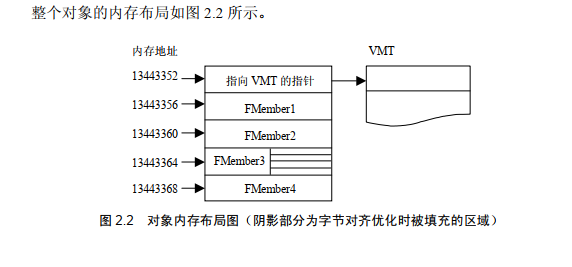 整个对象的内存布局如图 2.2 所示。
内存地址
VMT
13443352
指向 VMT 的指针
13443356
FMember1
13443360
FMember2
13443364
FMember3
13443368
FMember4
图 2.2 对象内存布局图（阴影部分为字节对齐优化时被填充的区域）